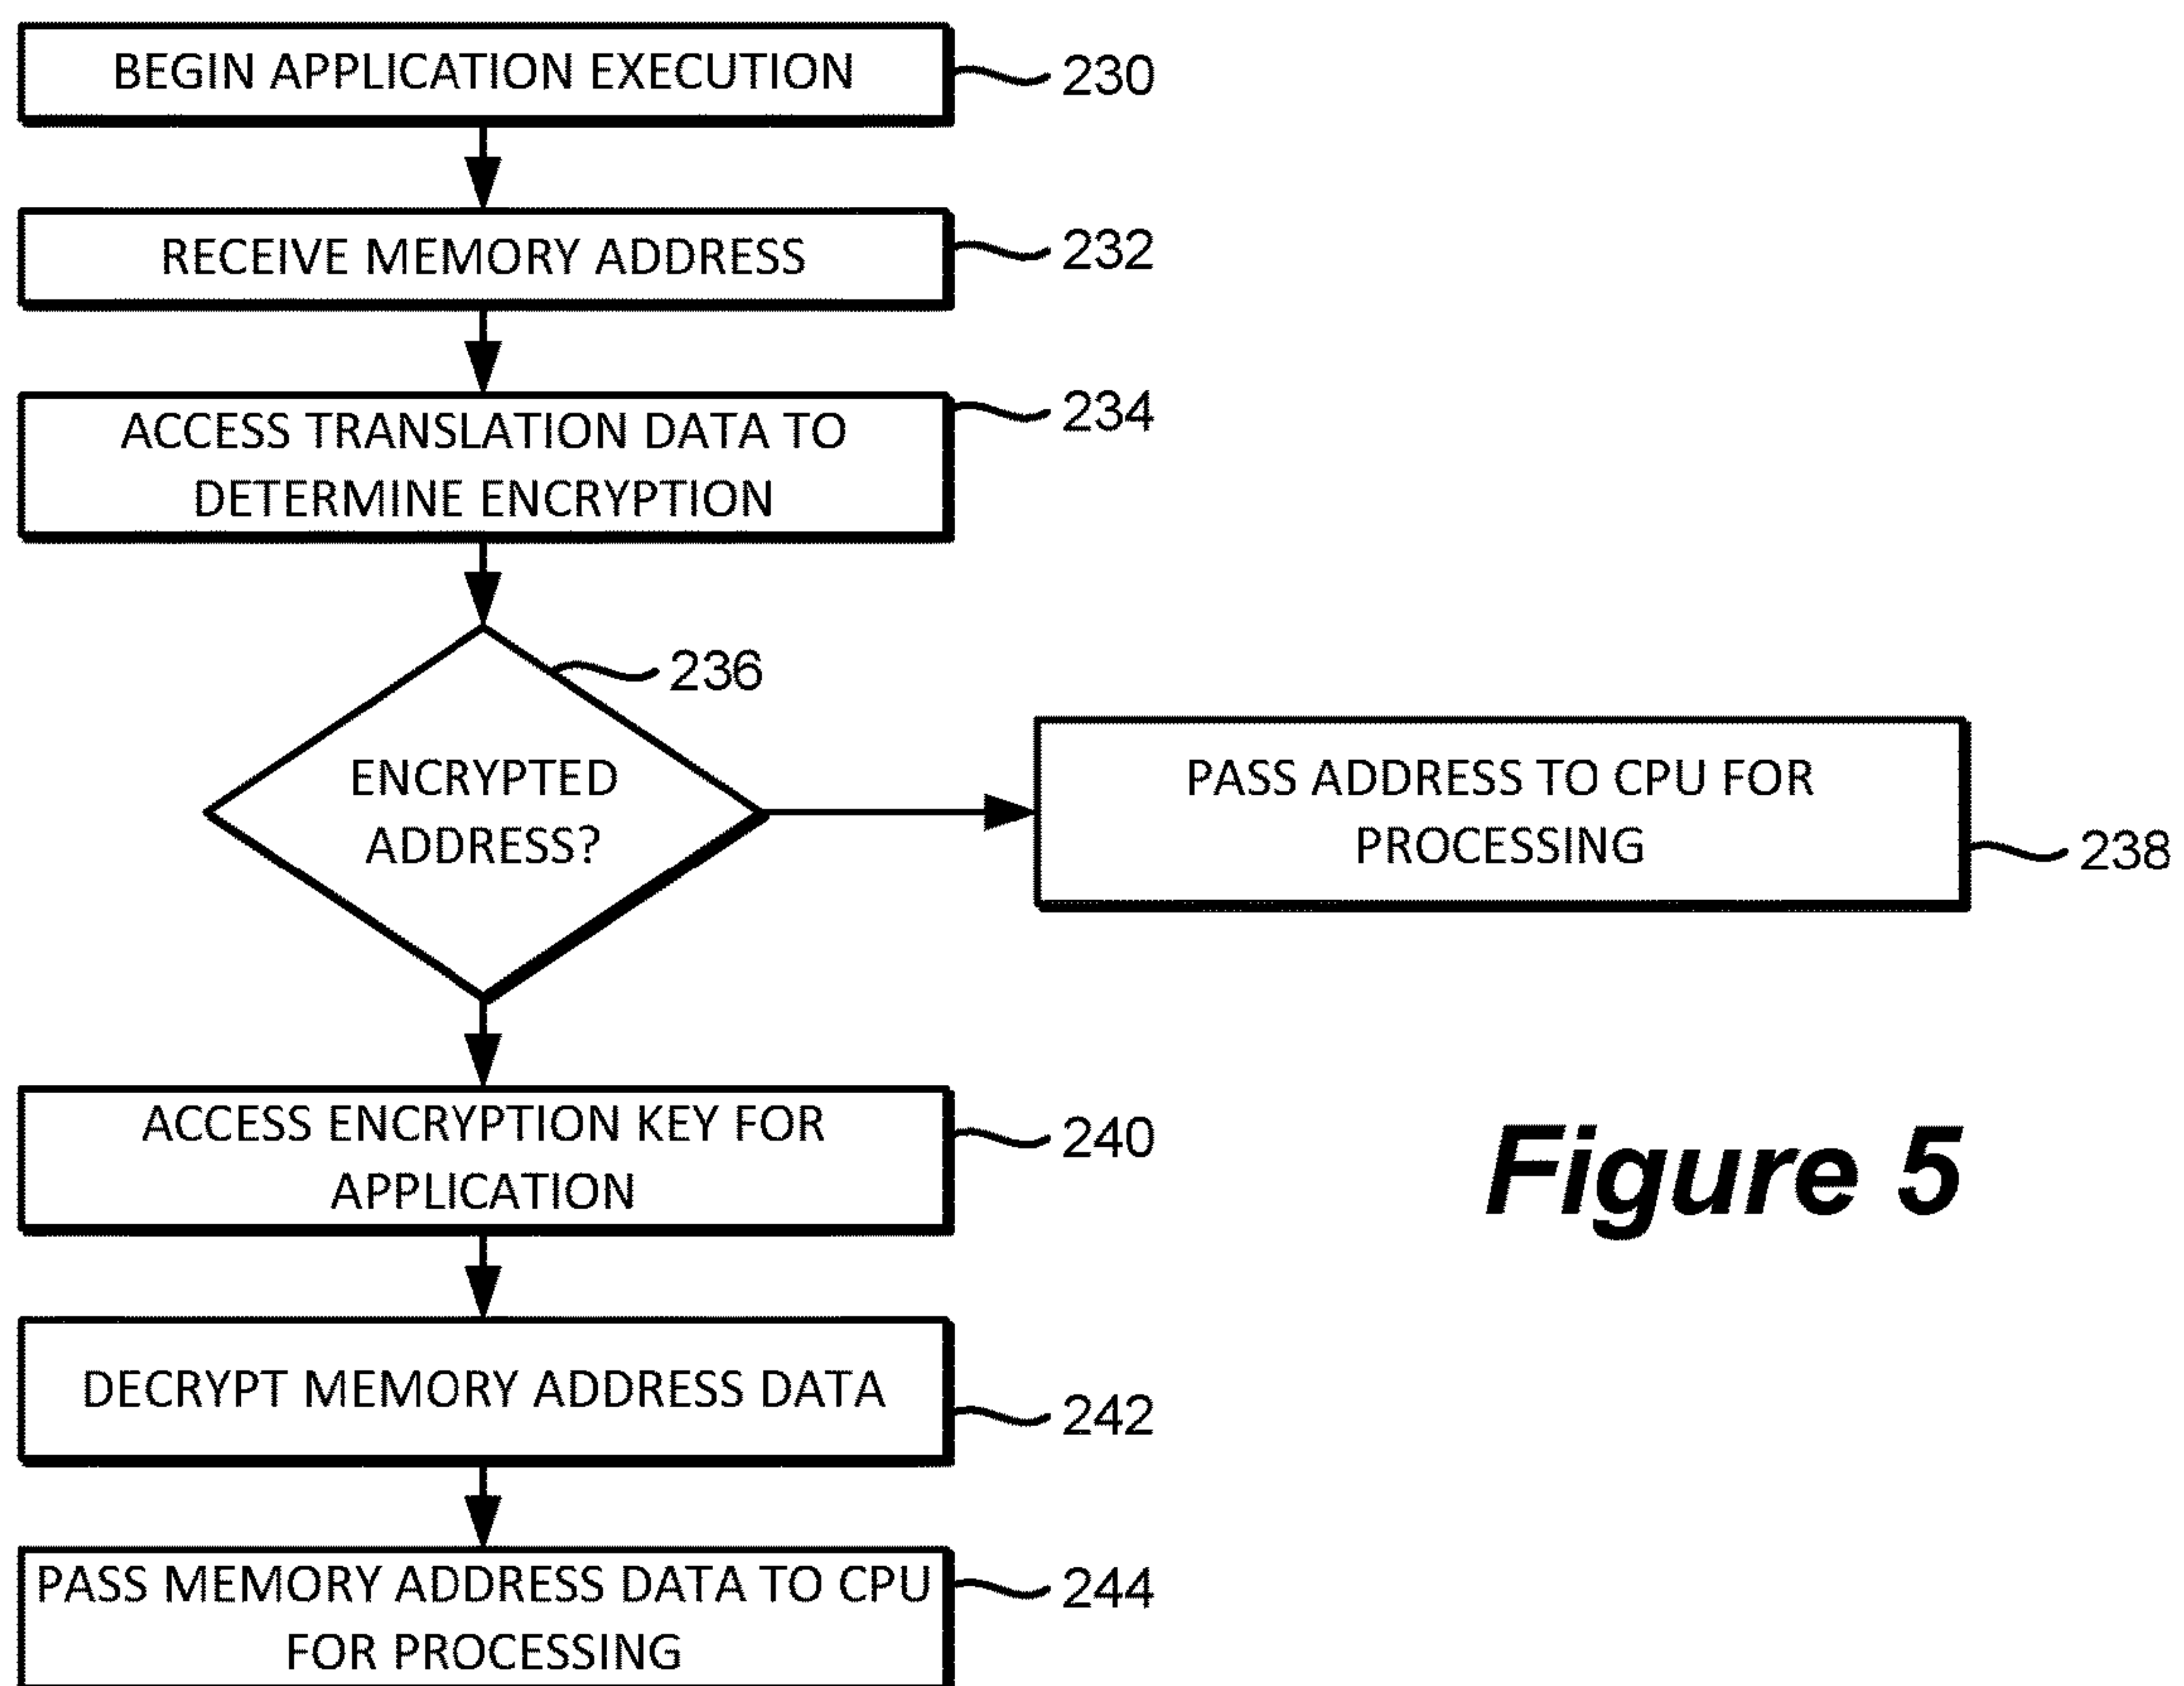 BEGIN APPLICATION EXECUTION
230
RECEIVE MEMORY ADDRESS
232
ACCESS TRANSLATION DATA TO
DETERMINE ENCRYPTION
234
236
ENCRYPTED
ADDRESS?
PASS ADDRESS TO CPU FOR
PROCESSING
238
ACCESS ENCRYPTION KEY FOR
APPLICATION
240
Figure 5
DECRYPT MEMORY ADDRESS DATA
242
PASS MEMORY ADDRESS DATA TO CPU
FOR PROCESSING
244